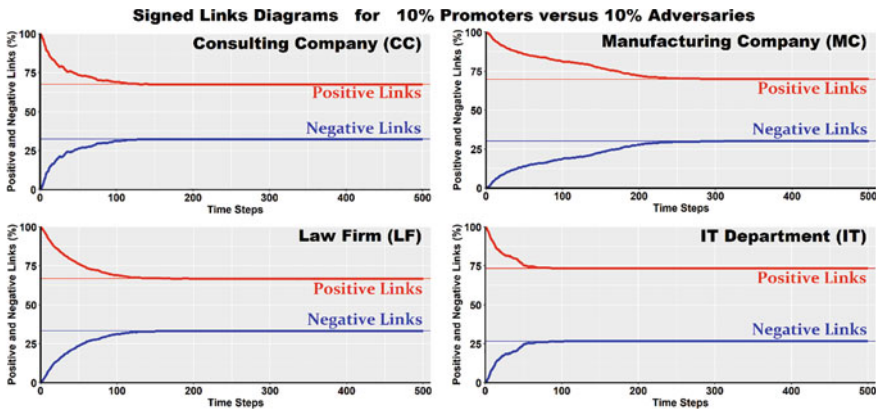 Signed Links Diagrams for 10% Promoters versus 10% Adversaries
Positive and Negative Links (%)
100
75
50
25
0
Consulting Company (CC)
Positive Links
Negative Links
0 100 200 300 400 500
Time Steps
Positive and Negative Links (%)
100
75
50
25
0
Manufacturing Company (MC)
Positive Links
Negative Links
0 100 200 300 400 500
Time Steps
Positive and Negative Links (%)
100
75
50
25
0
Law Firm (LF)
Positive Links
Negative Links
0 100 200 300 400 500
Time Steps
Positive and Negative Links (%)
100
75
50
25
0
IT Department (IT)
Positive Links
Negative Links
0 100 200 300 400 500
Time Steps